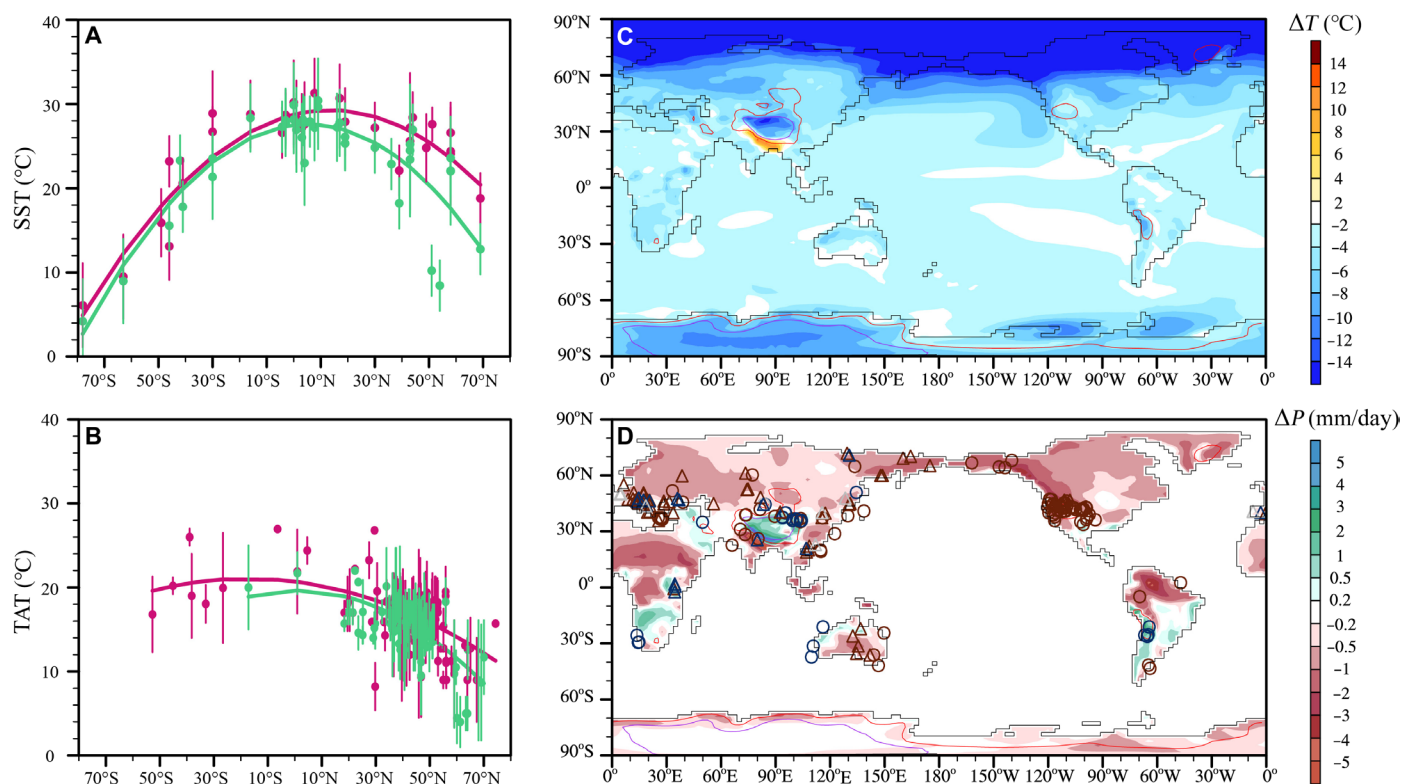 A
SST (°C)
40
30
20
10
0
70°S 50°S 30°S 10°S 10°N 30°N 50°N 70°N
C
ΔT (°C)
90°N
60°N
30°N
0°
30°S
60°S
90°S
0° 30°E 60°E 90°E 120°E 150°E 180° 150°W 120°W 90°W 60°W 30°W 0°
14
12
10
8
6
4
2
−2
−4
−6
−8
−10
−12
−14
B
TAT (°C)
40
30
20
10
0
70°S 50°S 30°S 10°S 10°N 30°N 50°N 70°N
D
ΔP (mm/day)
90°N
60°N
30°N
0°
30°S
60°S
90°S
0° 30°E 60°E 90°E 120°E 150°E 180° 150°W 120°W 90°W 60°W 30°W 0°
5
4
3
2
1
0.5
0.2
−0.2
−0.5
−1
−2
−3
−4
−5